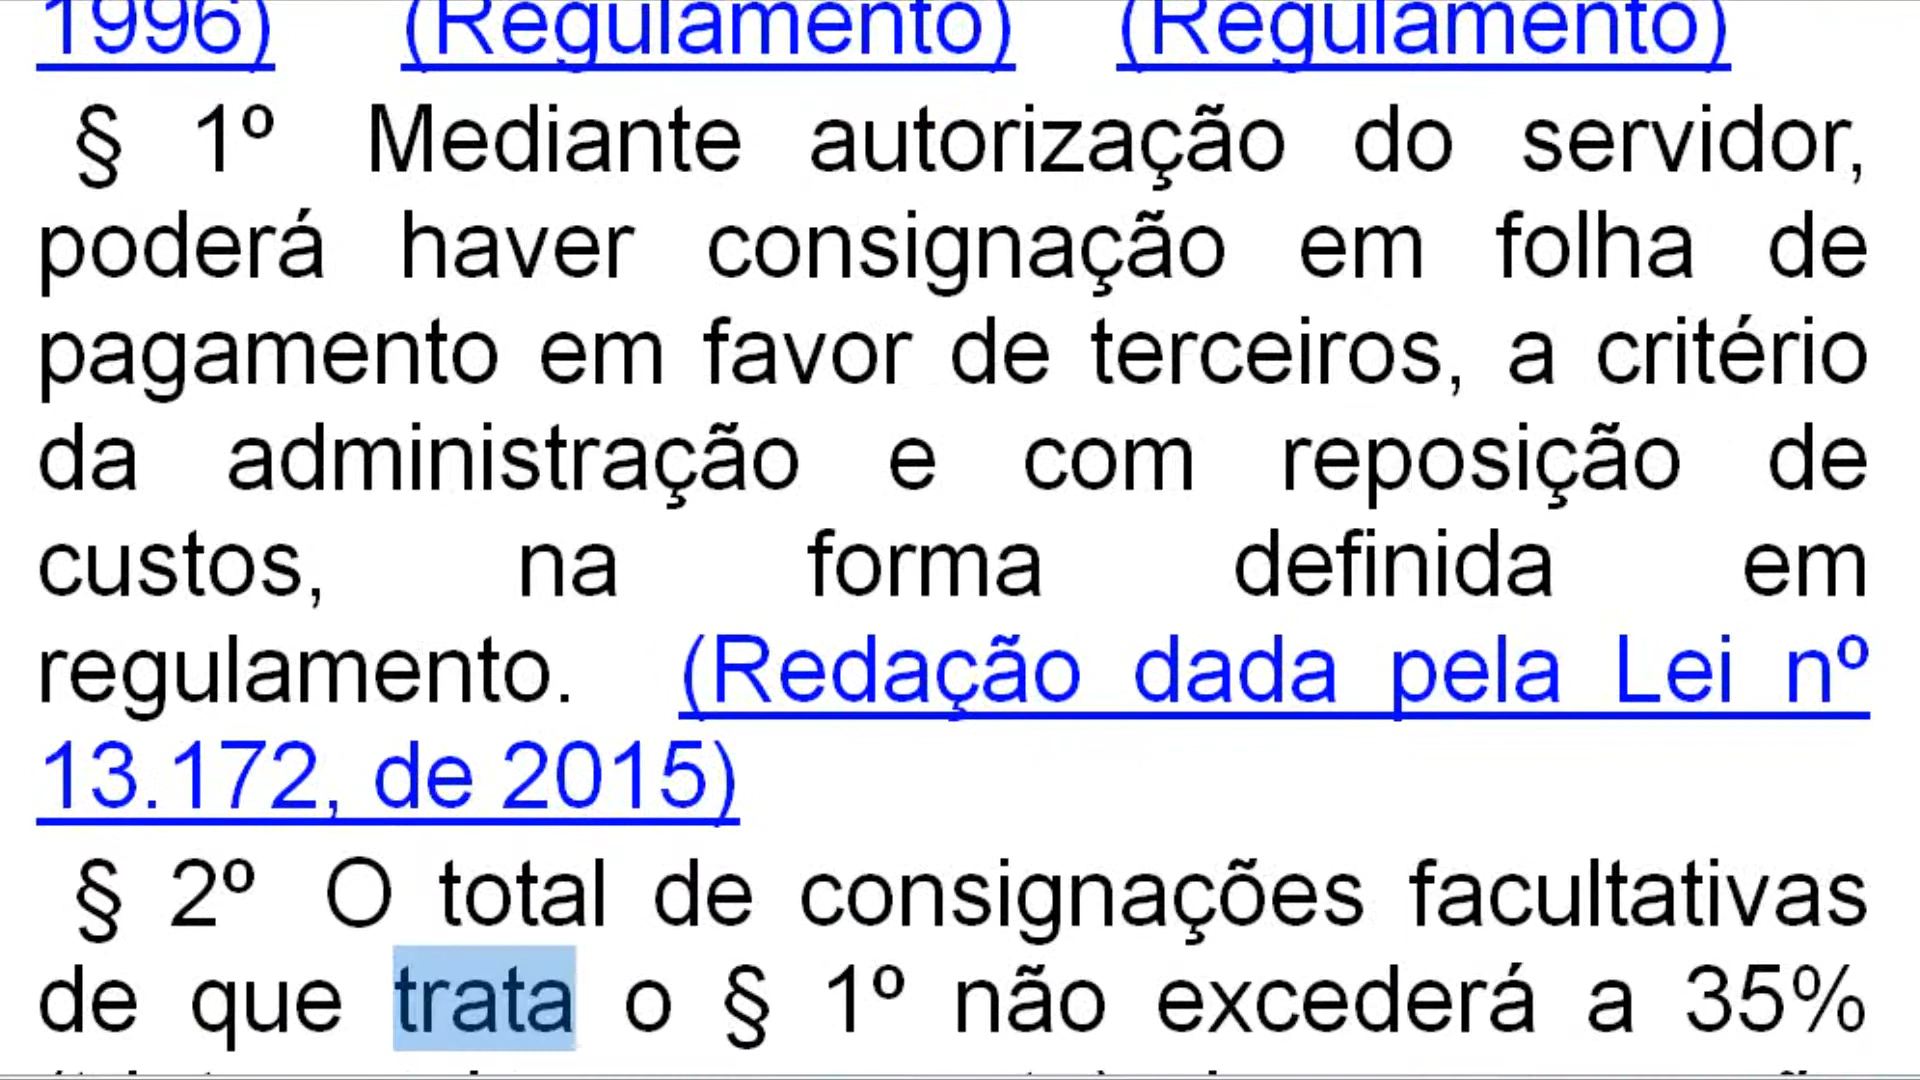 1996) (Regulamento) (Regulamento)
§ 1º Mediante autorização do servidor,
poderá haver consignação em folha de
pagamento em favor de terceiros, a critério
da administração e com reposição de
custos, na forma definida em
regulamento. (Redação dada pela Lei nº
13.172, de 2015)
§ 2º O total de consignações facultativas
de que trata o § 1º não excederá a 35%